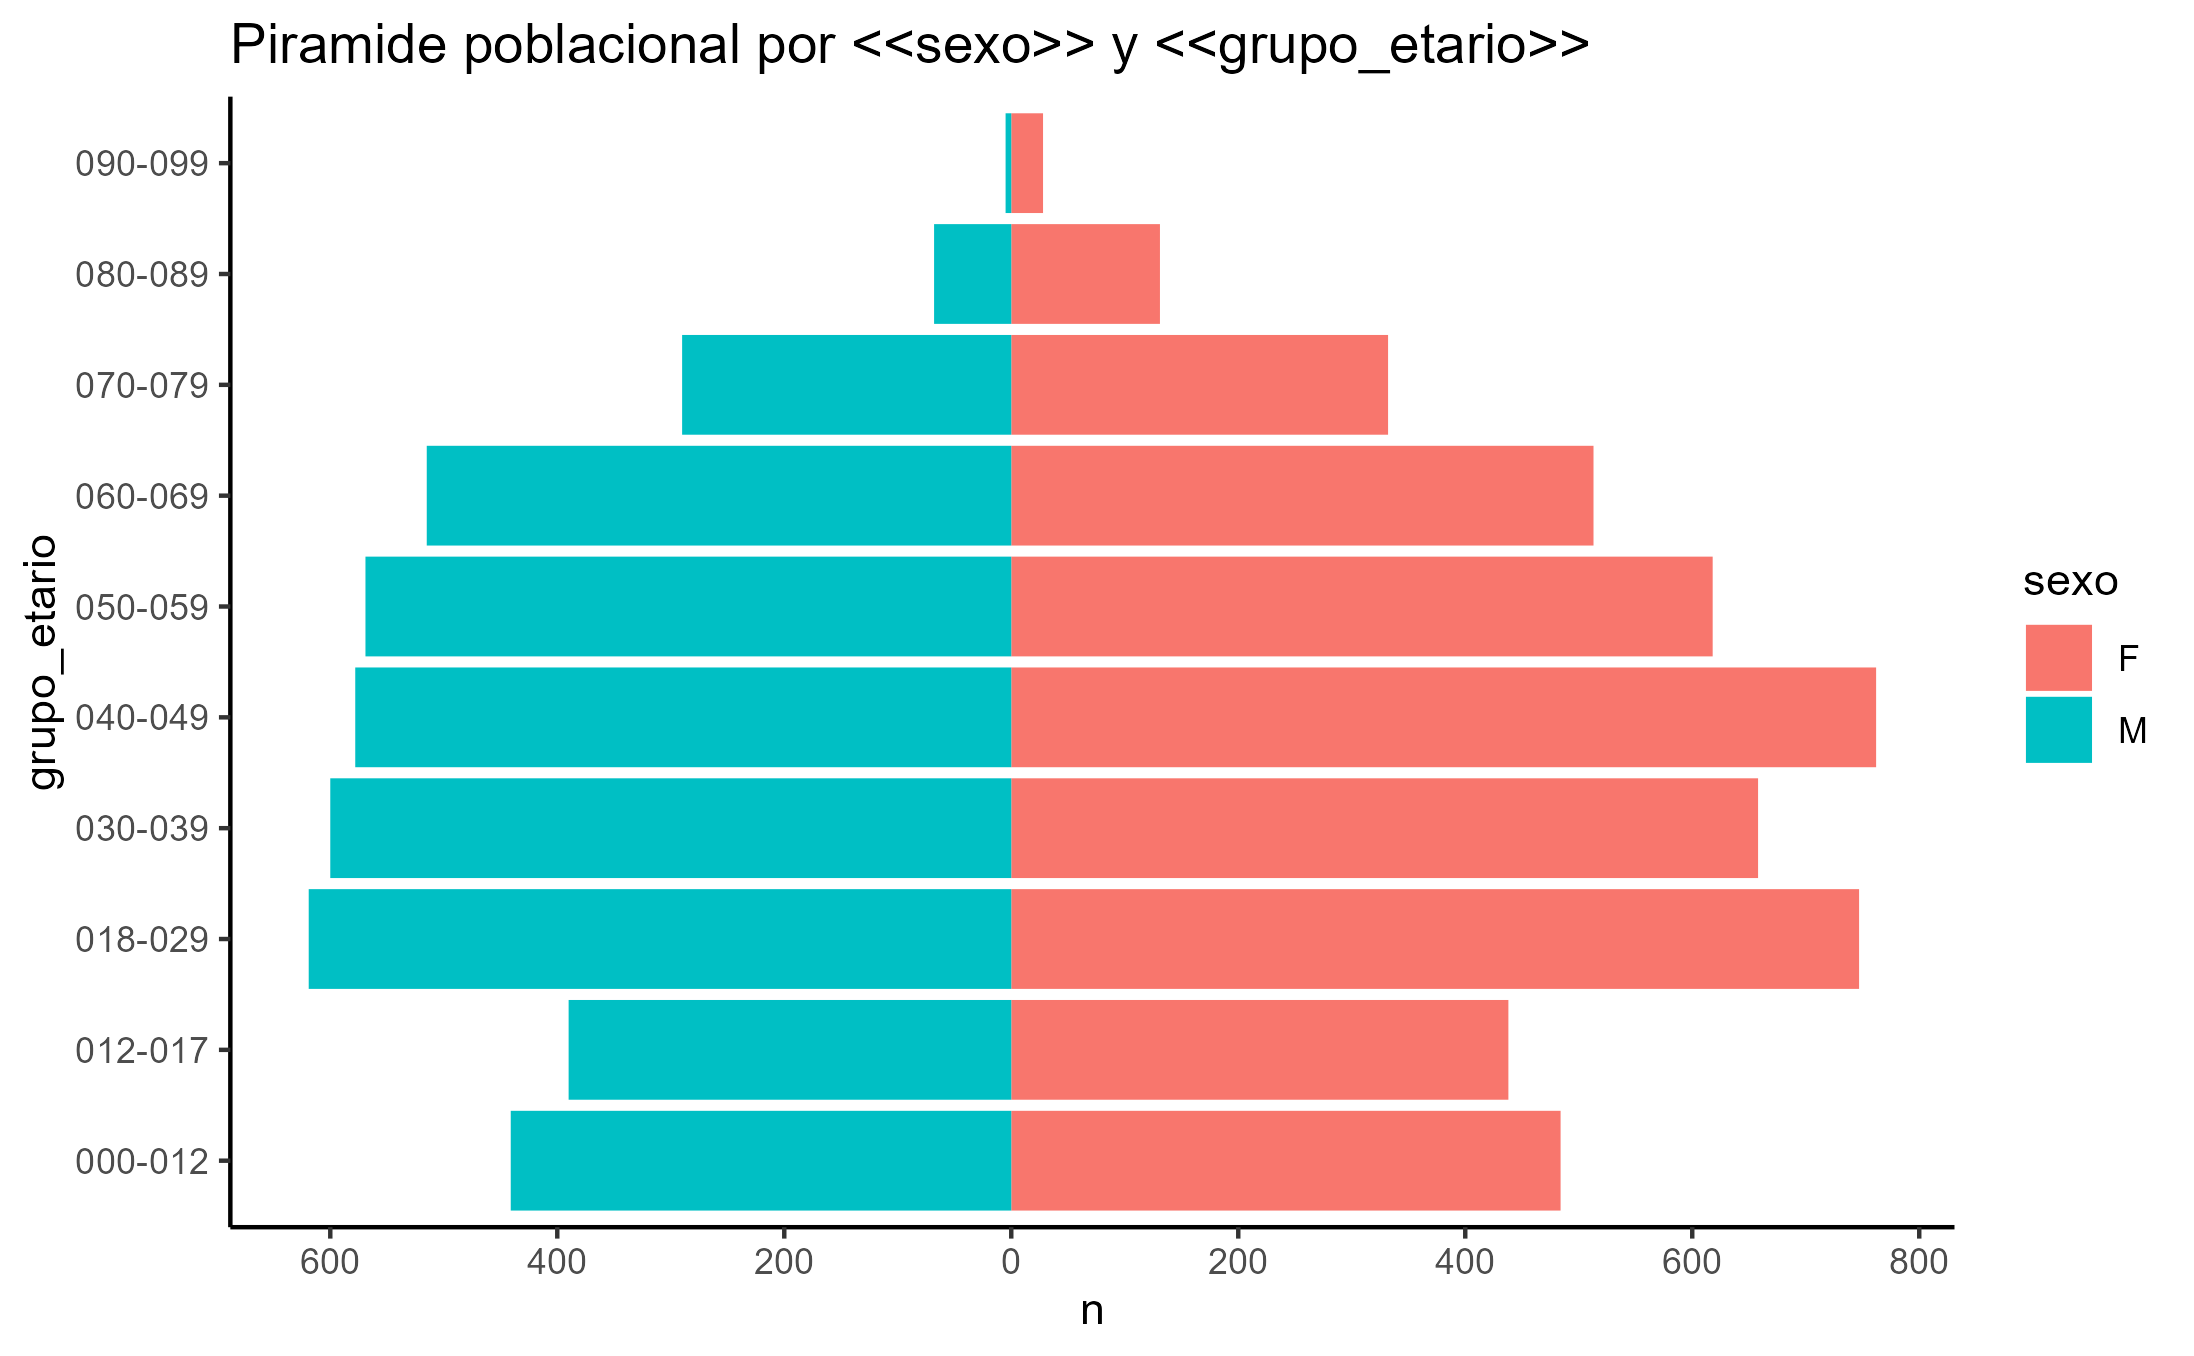 Piramide poblacional por <<sexo>> y <<grupo_etario>>
grupo_etario
090-099
080-089
070-079
060-069
050-059
040-049
030-039
018-029
012-017
000-012
600 400 200 0 200 400 600 800
n
sexo
F
M